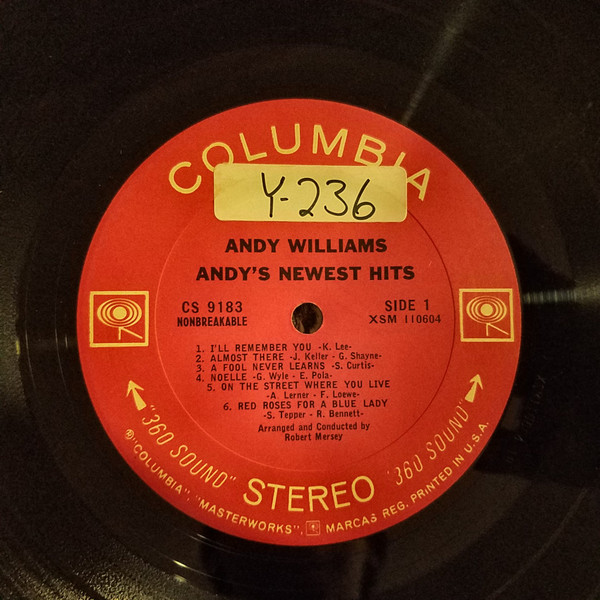 COLUMBIA
Y-236
ANDY WILLIAMS
ANDY'S NEWEST HITS
CS 9183
NONBREAKABLE
SIDE 1
XSM 110604
1. I'LL REMEMBER YOU -K. Lee-
2. ALMOST THERE -J. Keller - G. Shayne-
3. A FOOL NEVER LEARNS -S. Curtis-
4. NOELLE -G. Wyle - E. Pola-
5. ON THE STREET WHERE YOU LIVE
-A. Lerner - F. Loewe-
6. RED ROSES FOR A BLUE LADY
-S. Tepper - R. Bennett-
Arranged and Conducted by
Robert Mersey
"360 SOUND" STEREO "360 SOUND"
℗"COLUMBIA", "MASTERWORKS", MARCAS REG. PRINTED IN U.S.A.